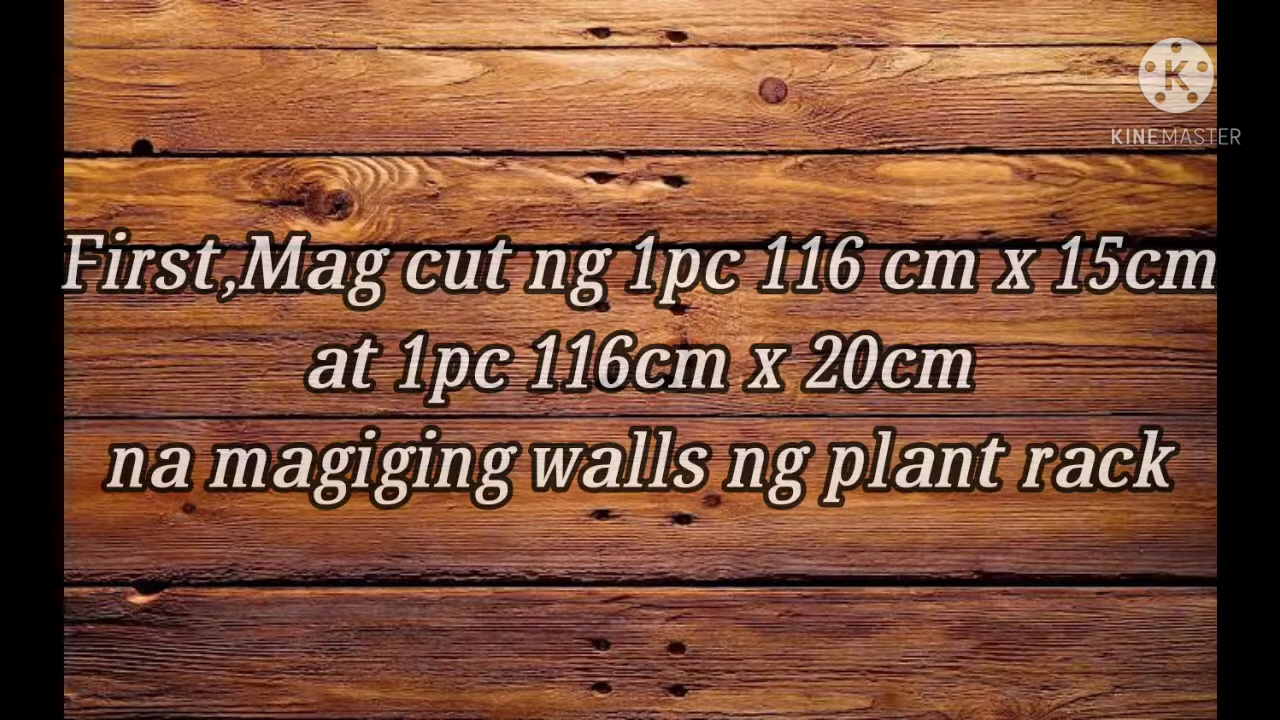 K
KINEMASTER
First,Mag cut ng 1pc 116 cm x 15cm
at 1pc 116cm x 20cm
na magiging walls ng plant rack